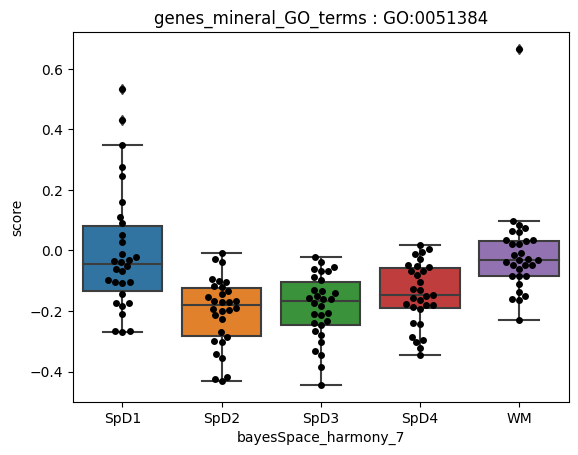 genes_mineral_GO_terms : GO:0051384
score
0.6
0.4
0.2
0.0
−0.2
−0.4
SpD1 SpD2 SpD3 SpD4 WM
bayesSpace_harmony_7